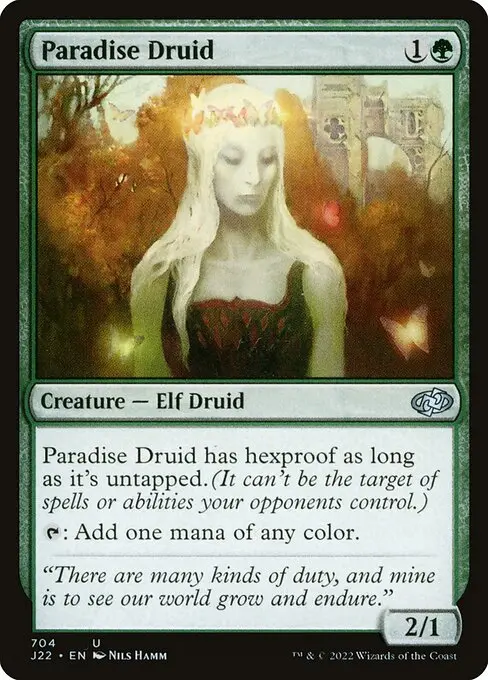 Paradise Druid 1
Creature — Elf Druid
Paradise Druid has hexproof as long
as it's untapped. (It can't be the target of
spells or abilities your opponents control.)
: Add one mana of any color.
“There are many kinds of duty, and mine
is to see our world grow and endure.”
2/1
704 U
J22 • EN Nils Hamm
™ & © 2022 Wizards of the Coast